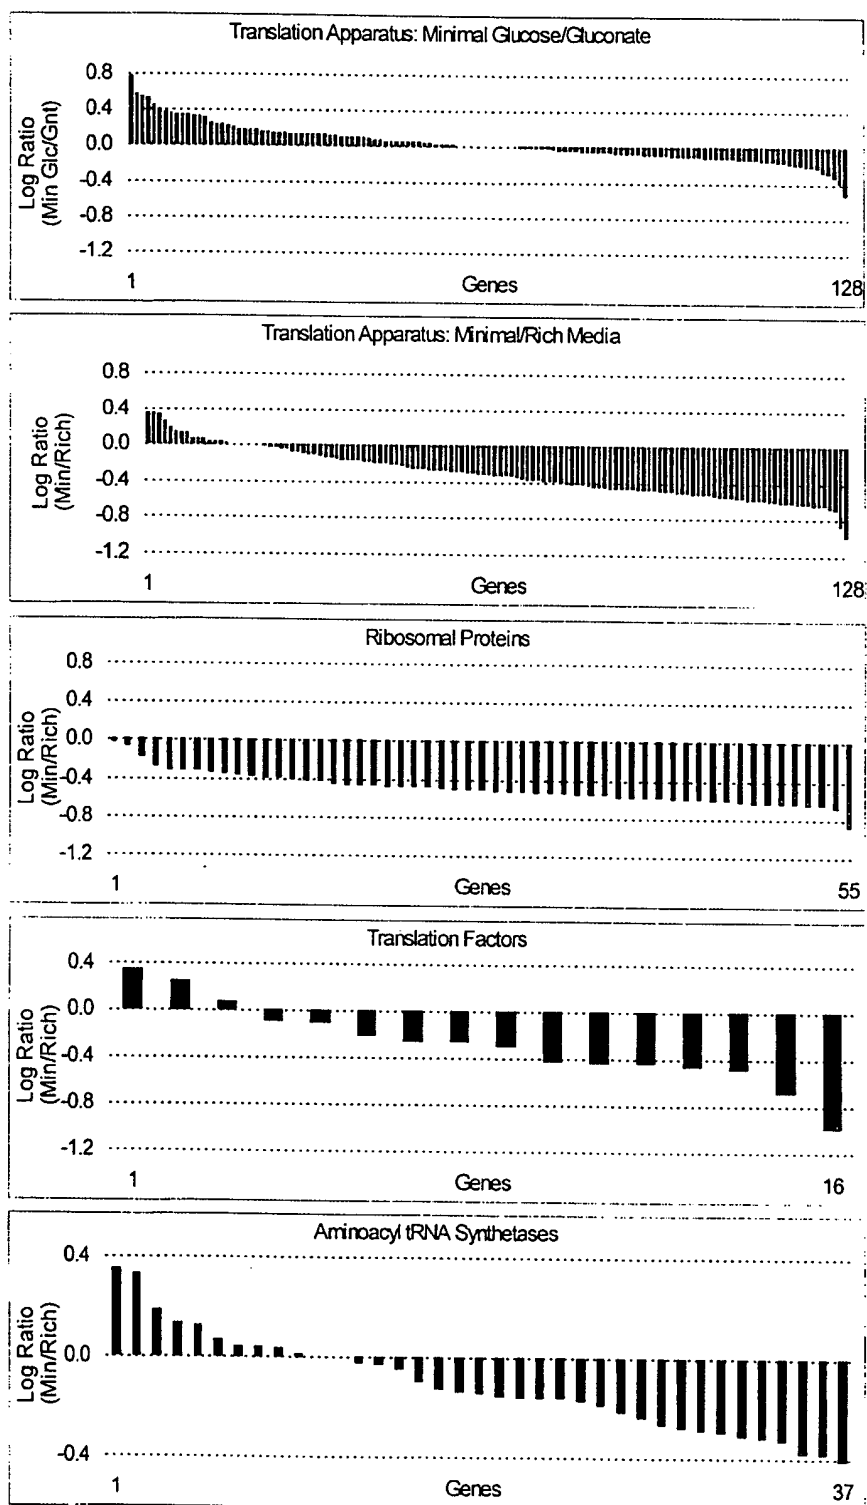 Translation Apparatus: Minimal Glucose/Gluconate
0.8
0.4
0.0
-0.4
-0.8
-1.2
Log Ratio
(Min Glc/Gnt)
1
Genes
128
Translation Apparatus: Minimal/Rich Media
0.8
0.4
0.0
-0.4
-0.8
-1.2
Log Ratio
(Min/Rich)
1
Genes
128
Ribosomal Proteins
0.8
0.4
0.0
-0.4
-0.8
-1.2
Log Ratio
(Min/Rich)
1
Genes
55
Translation Factors
0.4
0.0
-0.4
-0.8
-1.2
Log Ratio
(Min/Rich)
1
Genes
16
Aminoacyl tRNA Synthetases
0.4
0.0
-0.4
Log Ratio
(Min/Rich)
1
Genes
37